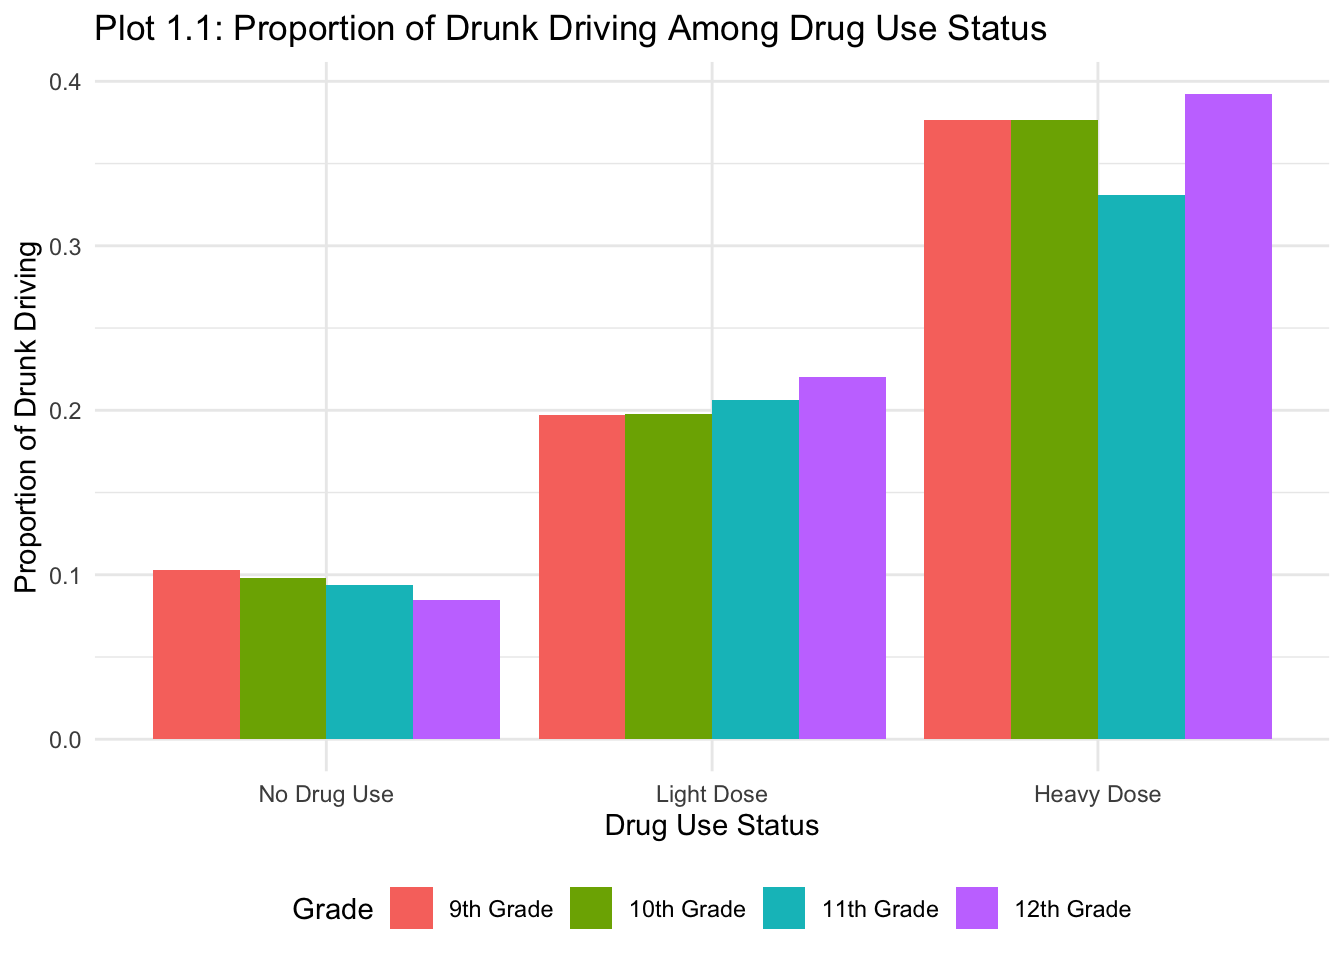 Plot 1.1: Proportion of Drunk Driving Among Drug Use Status
Proportion of Drunk Driving
0.4
0.3
0.2
0.1
0.0
No Drug Use Light Dose Heavy Dose
Drug Use Status
Grade 9th Grade 10th Grade 11th Grade 12th Grade